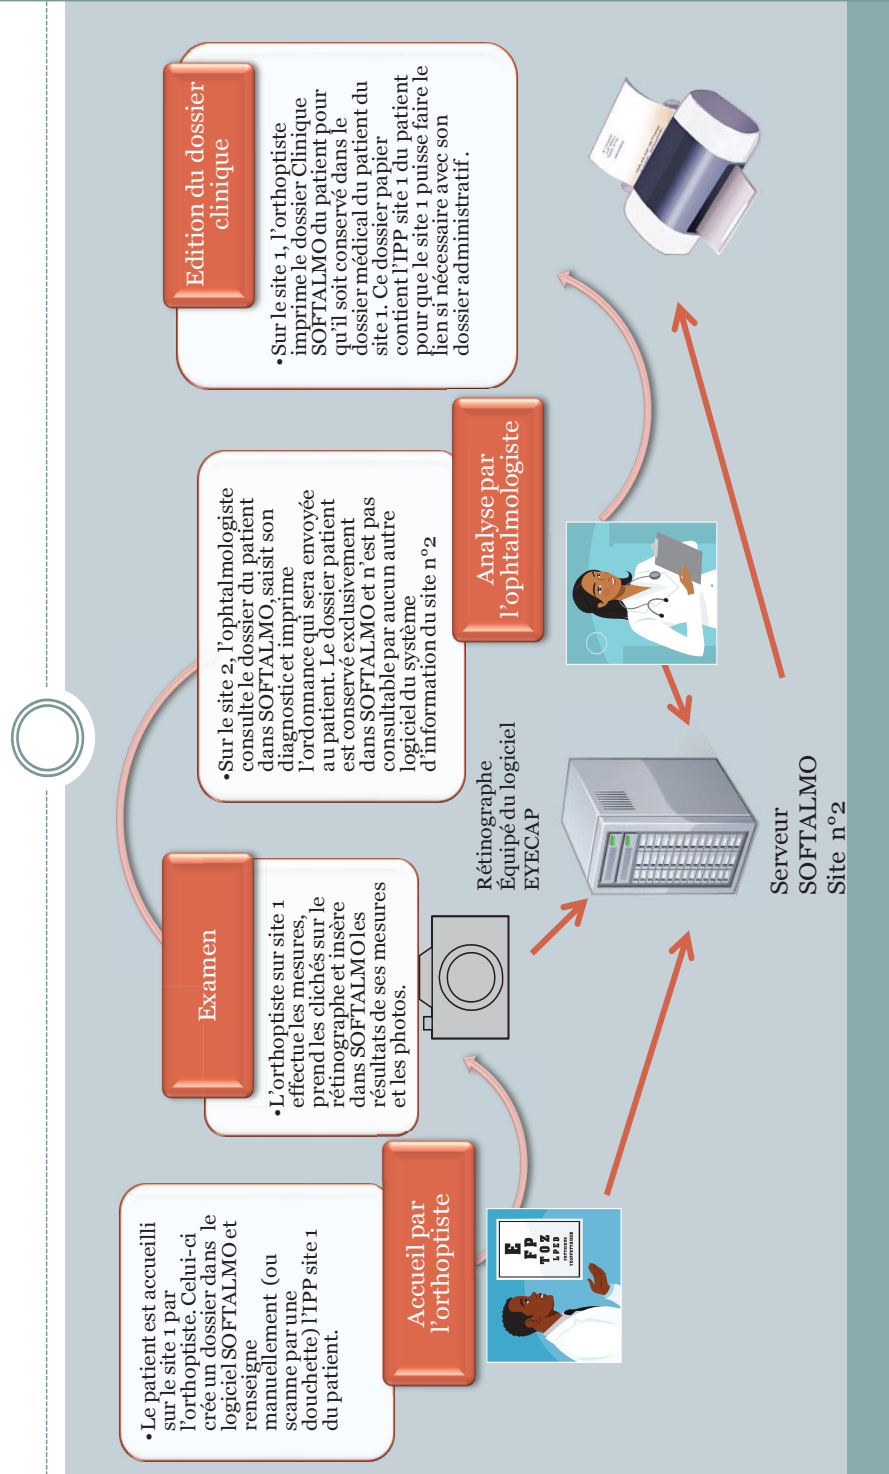 •Le patient est accueilli
sur le site 1 par
l'orthoptiste. Celui-ci
crée un dossier dans le
logiciel SOFTALMO et
renseigne
manuellement (ou
scanne par une
douchette) l'IPP site 1
du patient.
Accueil par
l'orthoptiste
E
F P
T O Z
L P E D
Examen
•L'orthoptiste sur site 1
effectue les mesures,
prend les clichés sur le
rétinographe et insère
dans SOFTALMO les
résultats de ses mesures
et les photos.
Rétinographe
Équipé du logiciel
EYECAP
•Sur le site 2, l'ophtalmologiste
consulte le dossier du patient
dans SOFTALMO, saisit son
diagnostic et imprime
l'ordonnance qui sera envoyée
au patient. Le dossier patient
est conservé exclusivement
dans SOFTALMO et n'est pas
consultable par aucun autre
logiciel du système
d'information du site n°2
Analyse par
l'ophtalmologiste
Serveur
SOFTALMO
Site n°2
Edition du dossier
clinique
•Sur le site 1, l'orthoptiste
imprime le dossier Clinique
SOFTALMO du patient pour
qu'il soit conservé dans le
dossier médical du patient du
site 1. Ce dossier papier
contient l'IPP site 1 du patient
pour que le site 1 puisse faire le
lien si nécessaire avec son
dossier administratif .